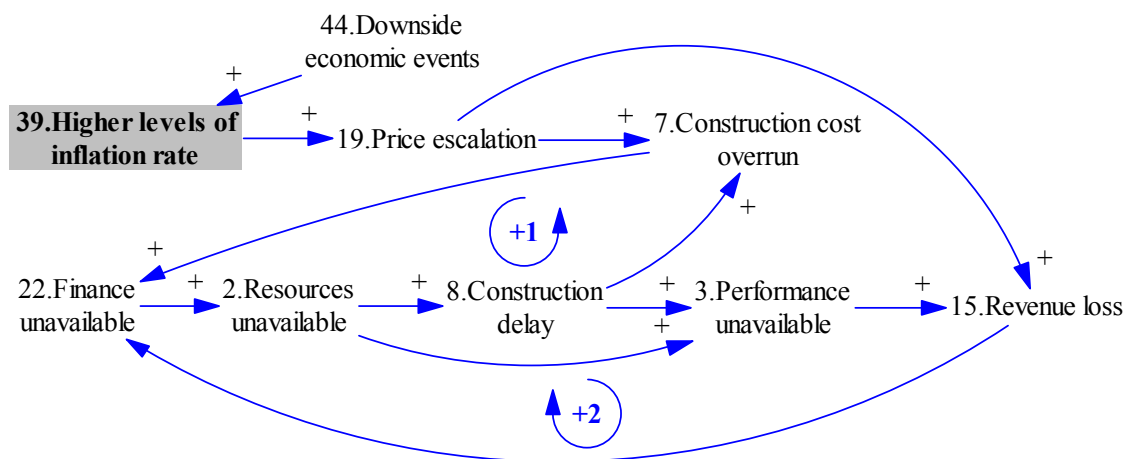 44.Downside
economic events
+
39.Higher levels of
inflation rate
+
19.Price escalation
+
7.Construction cost
overrun
+1
+
+
22.Finance
unavailable
+
2.Resources
unavailable
+
8.Construction
delay
+
+
3.Performance
unavailable
+
15.Revenue loss
+
+2